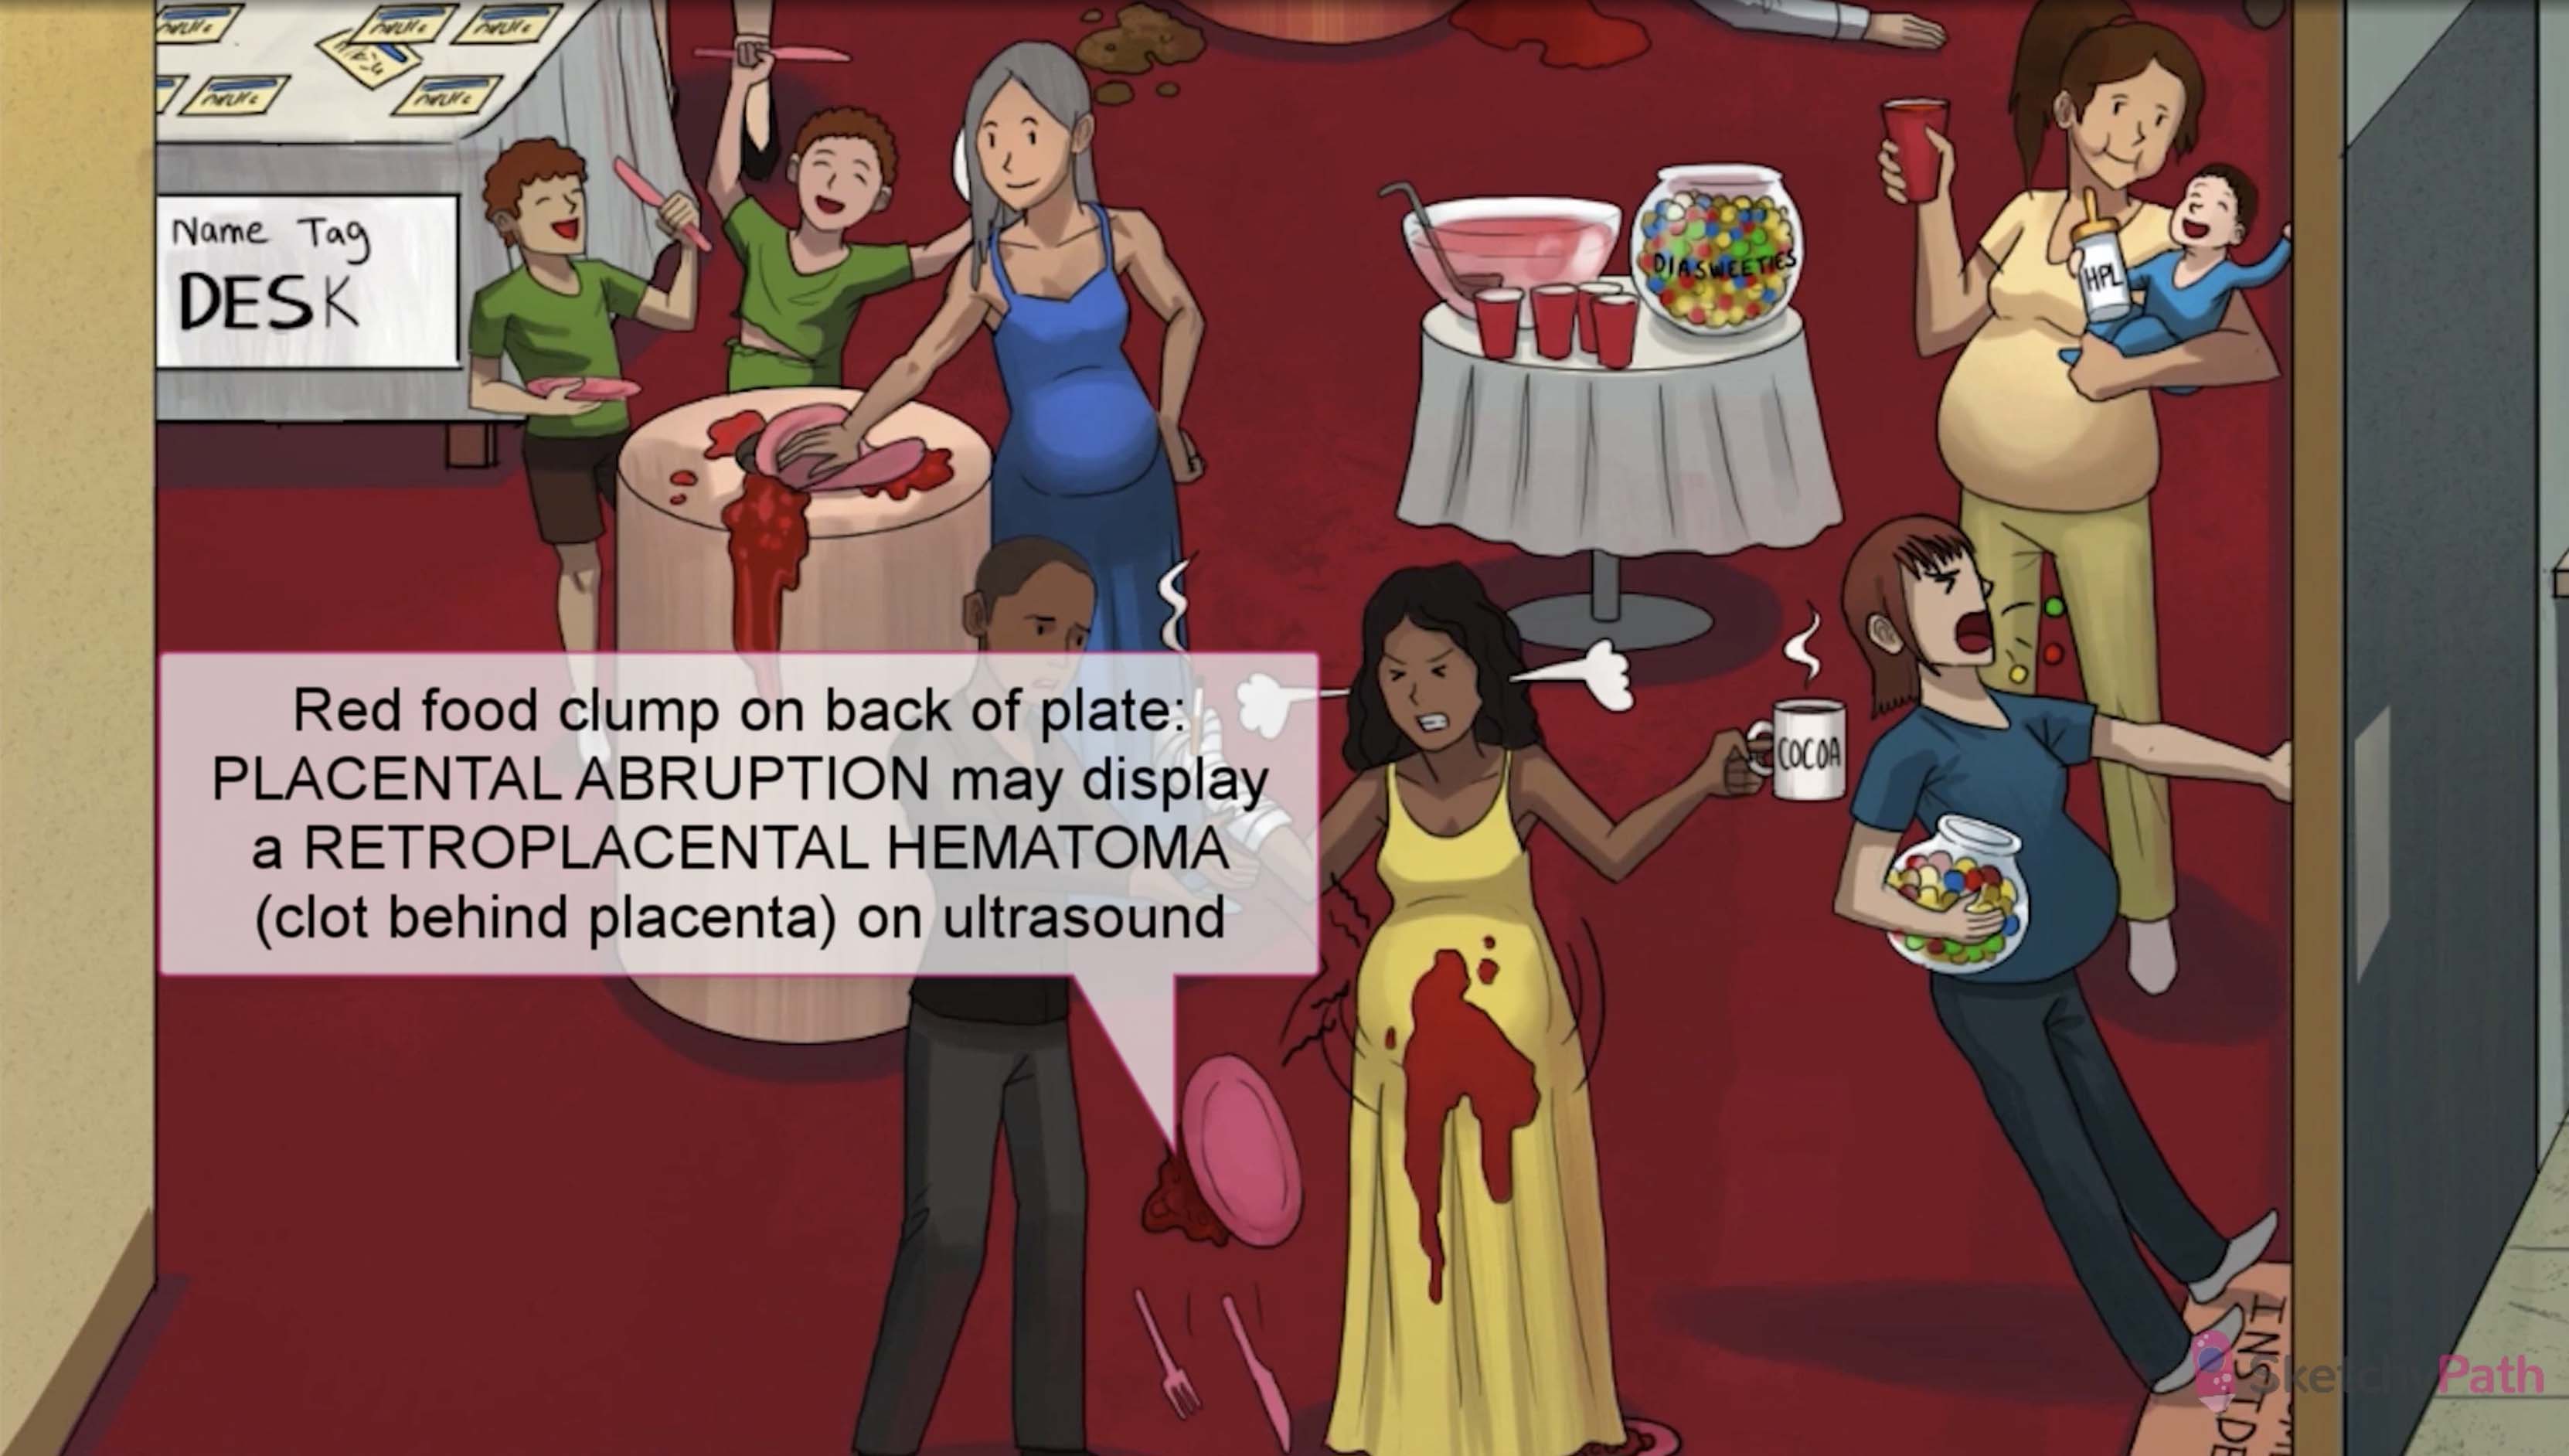 Name Tag
DESK
DIASWEETIES
HPL
Red food clump on back of plate:
PLACENTAL ABRUPTION may display
a RETROPLACENTAL HEMATOMA
(clot behind placenta) on ultrasound
COCOA
SketchyPath